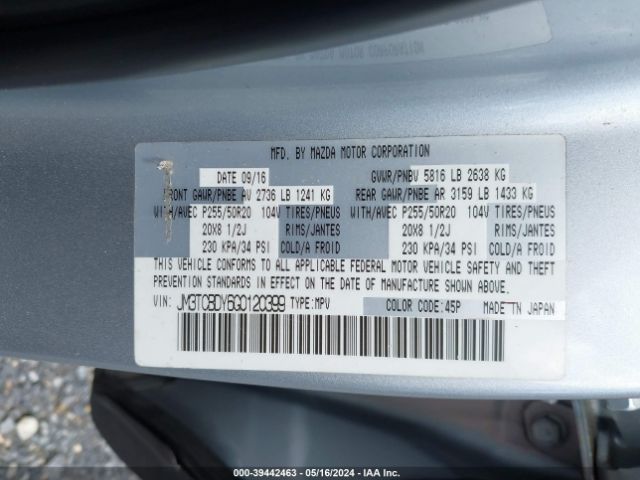 MFD. BY MAZDA MOTOR CORPORATION
DATE 09/16 GVWR/PNBV 5816 LB 2638 KG
FRONT GAWR/PNBE AV 2736 LB 1241 KG REAR GAWR/PNBE AR 3159 LB 1433 KG
WITH/AVEC P255/50R20 104V TIRES/PNEUS WITH/AVEC P255/50R20 104V TIRES/PNEUS
20X8 1/2J RIMS/JANTES 20X8 1/2J RIMS/JANTES
230 KPA/34 PSI COLD/A FROID 230 KPA/34 PSI COLD/A FROID
THIS VEHICLE CONFORMS TO ALL APPLICABLE FEDERAL MOTOR VEHICLE SAFETY AND THEFT
PREVENTION STANDARDS IN EFFECT ON THE DATE OF MANUFACTURE SHOWN ABOVE.
VIN: JM3TCBDY6G0120399 TYPE:MPV COLOR CODE:45P MADE IN JAPAN
000-39442463 - 05/16/2024 - IAA Inc.